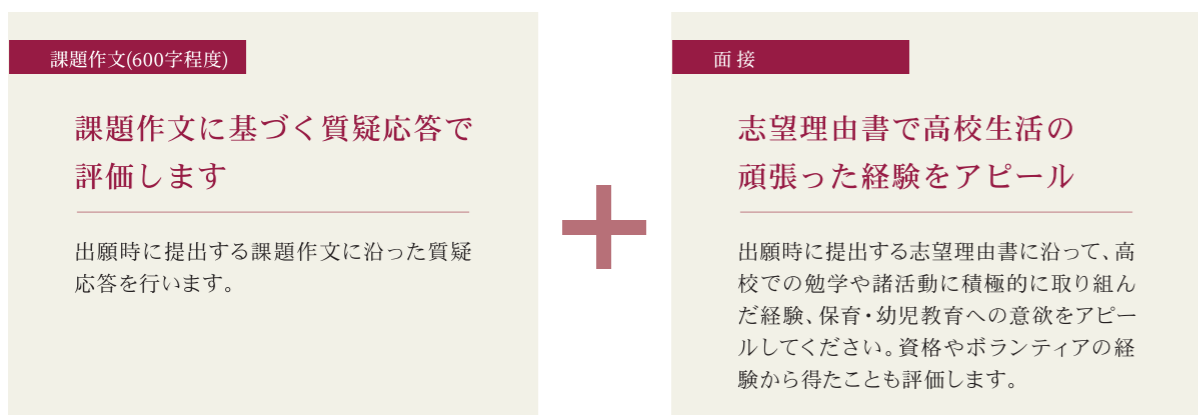 課題作文(600字程度)
課題作文に基づく質疑応答で
評価します
出願時に提出する課題作文に沿った質疑
応答を行います。
+
面 接
志望理由書で高校生活の
頑張った経験をアピール
出願時に提出する志望理由書に沿って、高
校での勉学や諸活動に積極的に取り組ん
だ経験、保育・幼児教育への意欲をアピー
ルしてください。資格やボランティアの経
験から得たことも評価します。